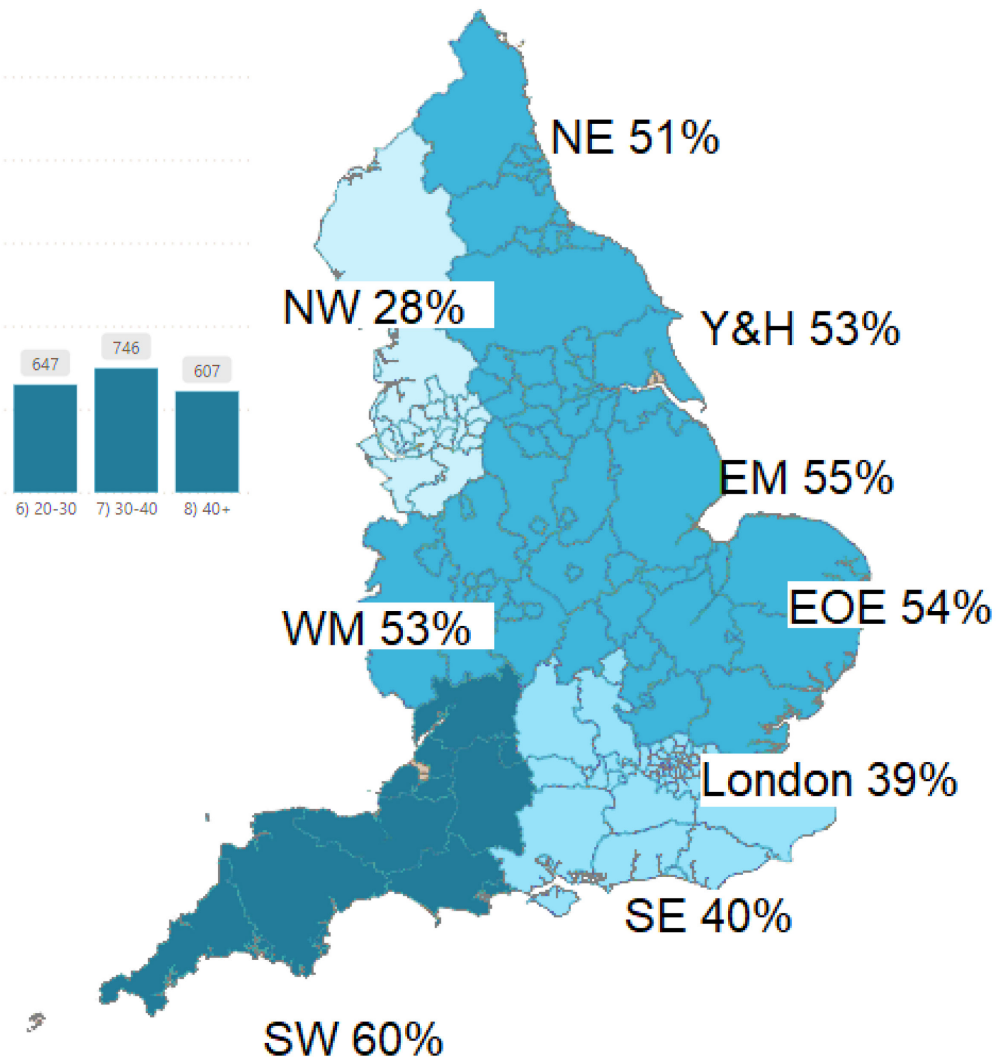 NE 51%
NW 28%
Y&H 53%
746
647
607
EM 55%
6) 20-30 7) 30-40 8) 40+
EOE 54%
WM 53%
London 39%
SE 40%
SW 60%